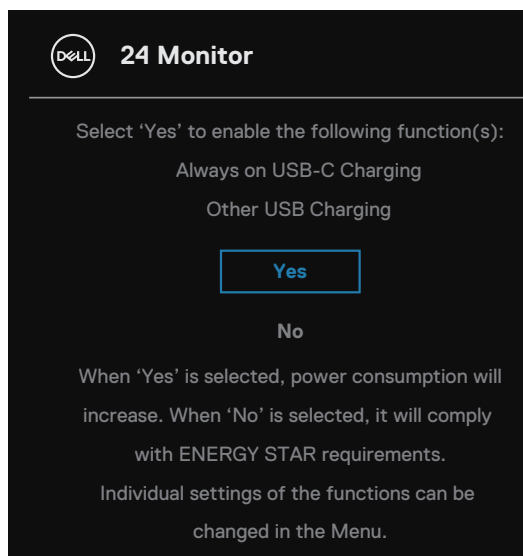 DELL
24 Monitor
Select ‘Yes’ to enable the following function(s):
Always on USB-C Charging
Other USB Charging
Yes
No
When ‘Yes’ is selected, power consumption will
increase. When ‘No’ is selected, it will comply
with ENERGY STAR requirements.
Individual settings of the functions can be
changed in the Menu.